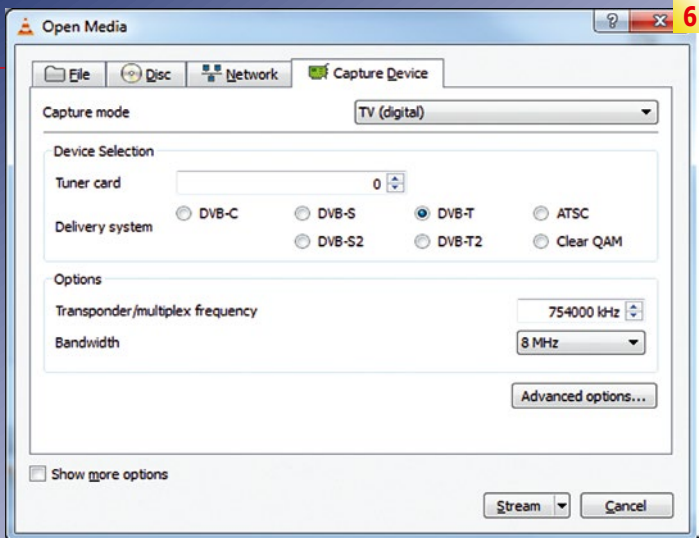 6
Open Media
File Disc Network Capture Device
Capture mode TV (digital)
Device Selection
Tuner card 0
Delivery system
DVB-C DVB-S DVB-T ATSC
DVB-S2 DVB-T2 Clear QAM
Options
Transponder/multiplex frequency 754000 kHz
Bandwidth 8 MHz
Advanced options...
Show more options
Stream Cancel